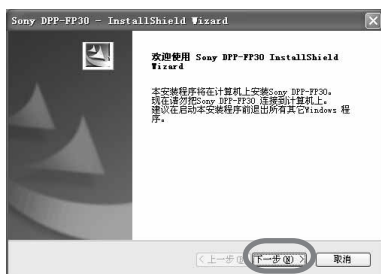 Sony DPP-FP30 - InstallShield Wizard
欢迎使用 Sony DPP-FP30 InstallShield
Wizard
本安装程序将在计算机上安装Sony DPP-FP30。
现在请勿把Sony DPP-FP30 连接到计算机上。
建议在启动本安装程序前退出所有其它Windows 程
序。
<上一步(B) 下一步(N)> 取消